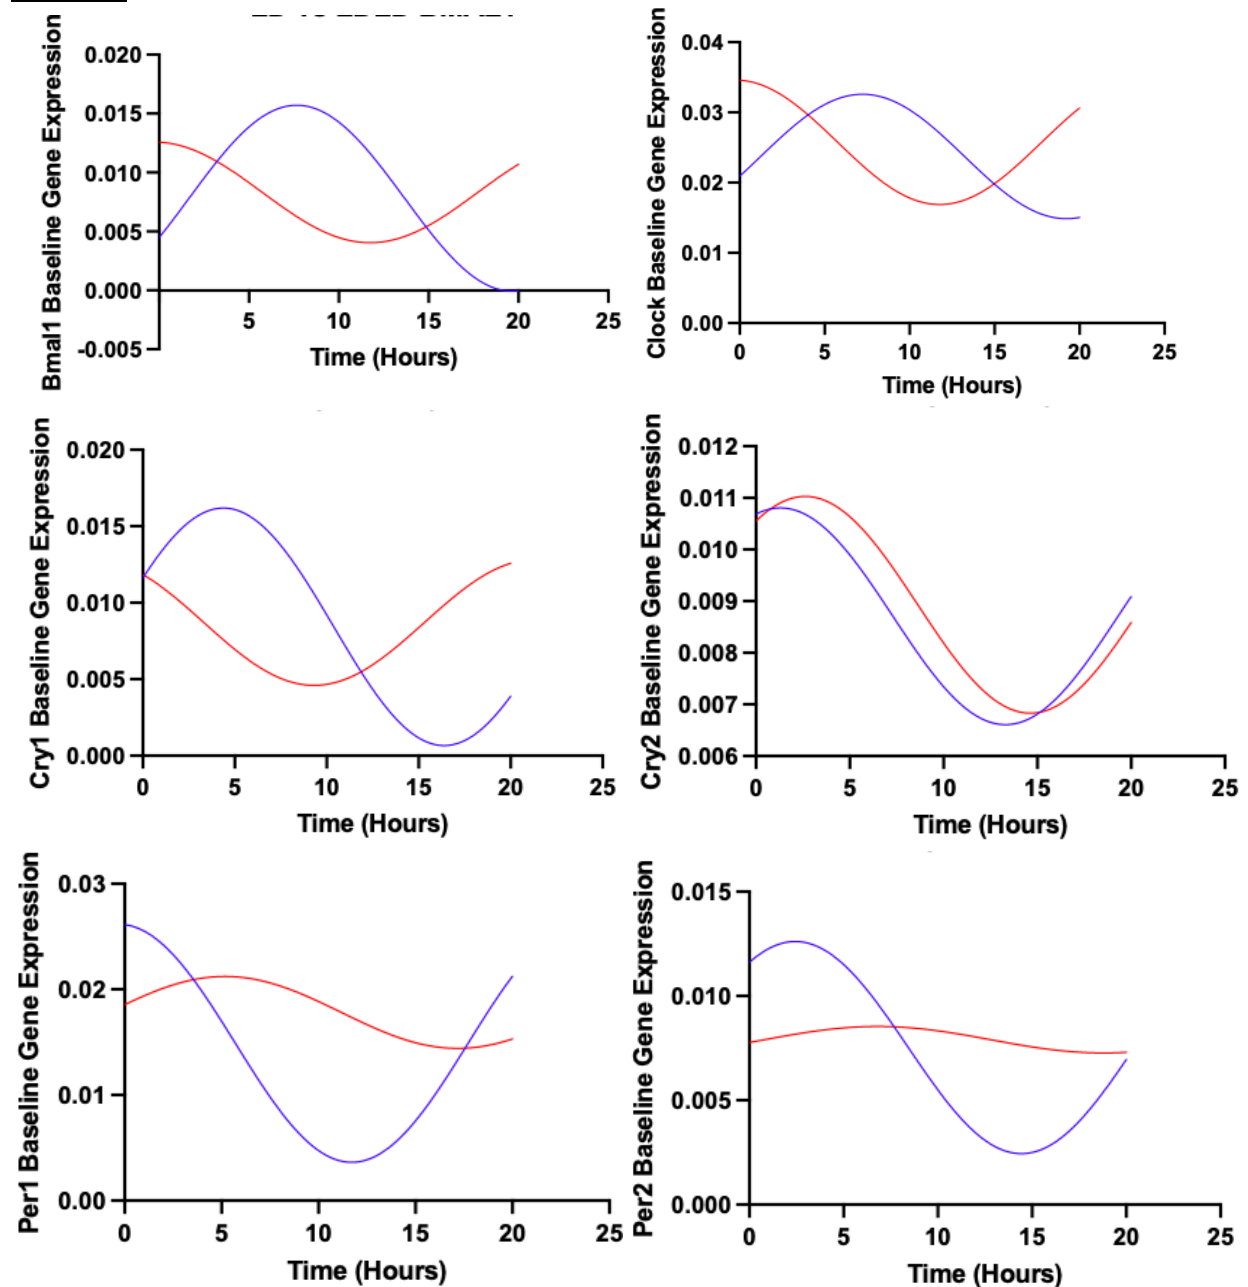 Bmal1 Baseline Gene Expression
0.020
0.015
0.010
0.005
0.000
-0.005
5 10 15 20 25
Time (Hours)
Clock Baseline Gene Expression
0.04
0.03
0.02
0.01
0.00
0 5 10 15 20 25
Time (Hours)
Cry1 Baseline Gene Expression
0.020
0.015
0.010
0.005
0.000
0 5 10 15 20 25
Time (Hours)
Cry2 Baseline Gene Expression
0.012
0.011
0.010
0.009
0.008
0.007
0.006
0 5 10 15 20 25
Time (Hours)
Per1 Baseline Gene Expression
0.03
0.02
0.01
0.00
0 5 10 15 20 25
Time (Hours)
Per2 Baseline Gene Expression
0.015
0.010
0.005
0.000
0 5 10 15 20 25
Time (Hours)